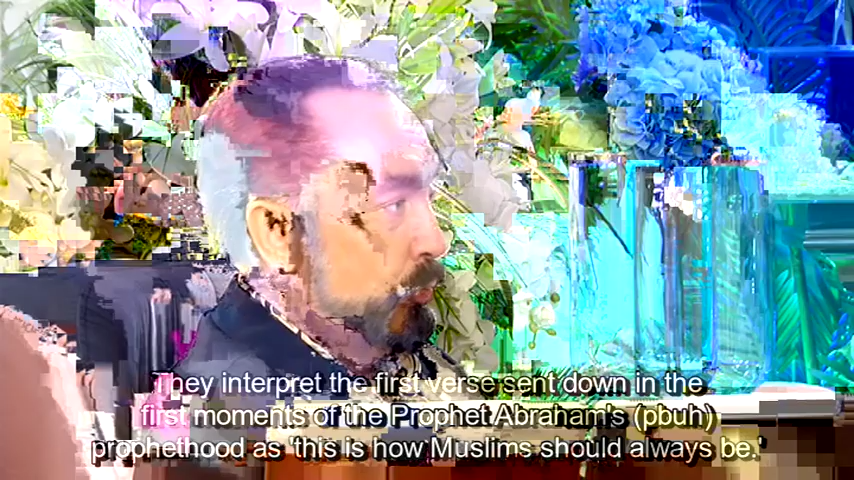 They interpret the first verse sent down in the
first moments of the Prophet Abraham's (pbuh)
prophethood as 'this is how Muslims should always be.'